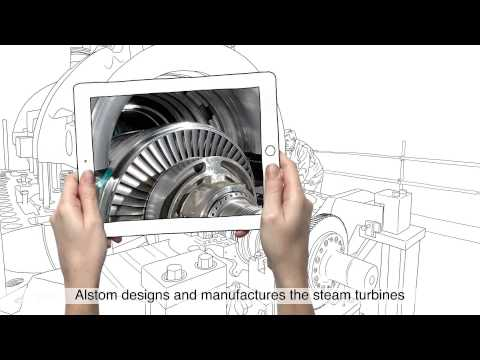 Alstom designs and manufactures the steam turbines